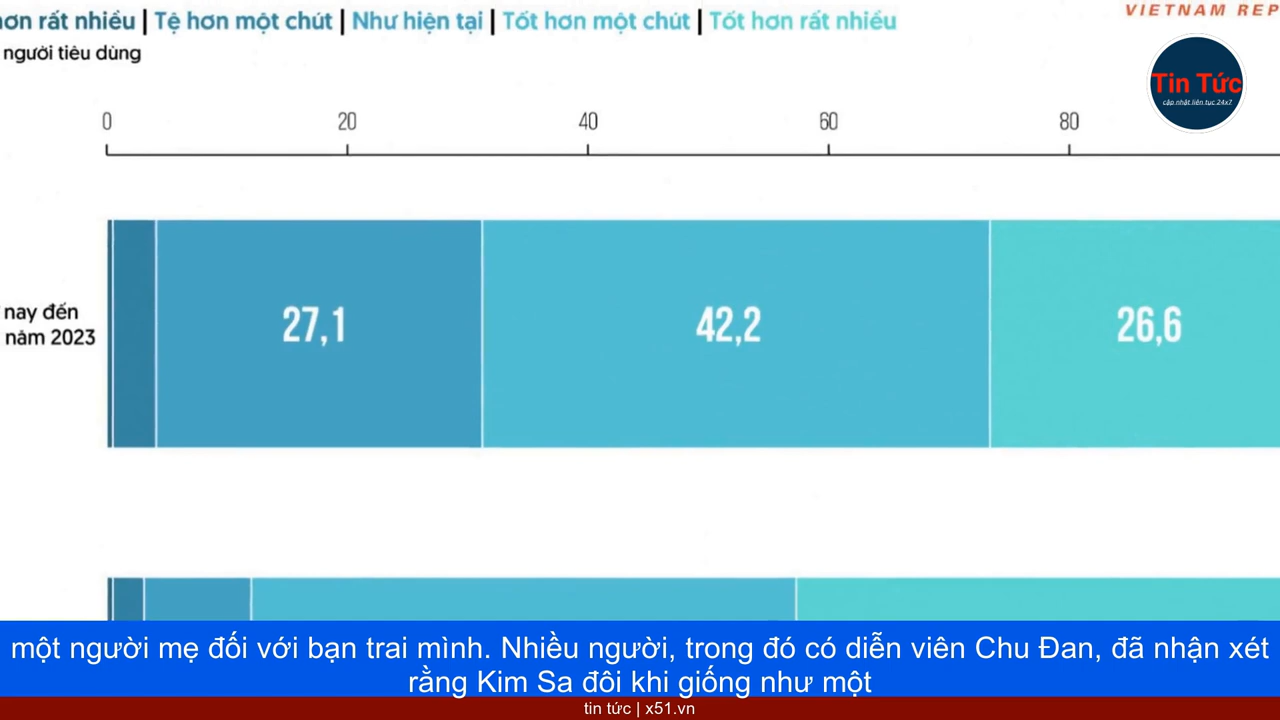 hơn rất nhiều | Tệ hơn một chút | Như hiện tại | Tốt hơn một chút | Tốt hơn rất nhiều
VIETNAM REP
người tiêu dùng
Tin Tức
cập nhật liên tục 24x7
0 20 40 60 80
nay đến
năm 2023
27,1 42,2 26,6
một người mẹ đối với bạn trai mình. Nhiều người, trong đó có diễn viên Chu Đan, đã nhận xét
rằng Kim Sa đôi khi giống như một
tin tức | x51.vn